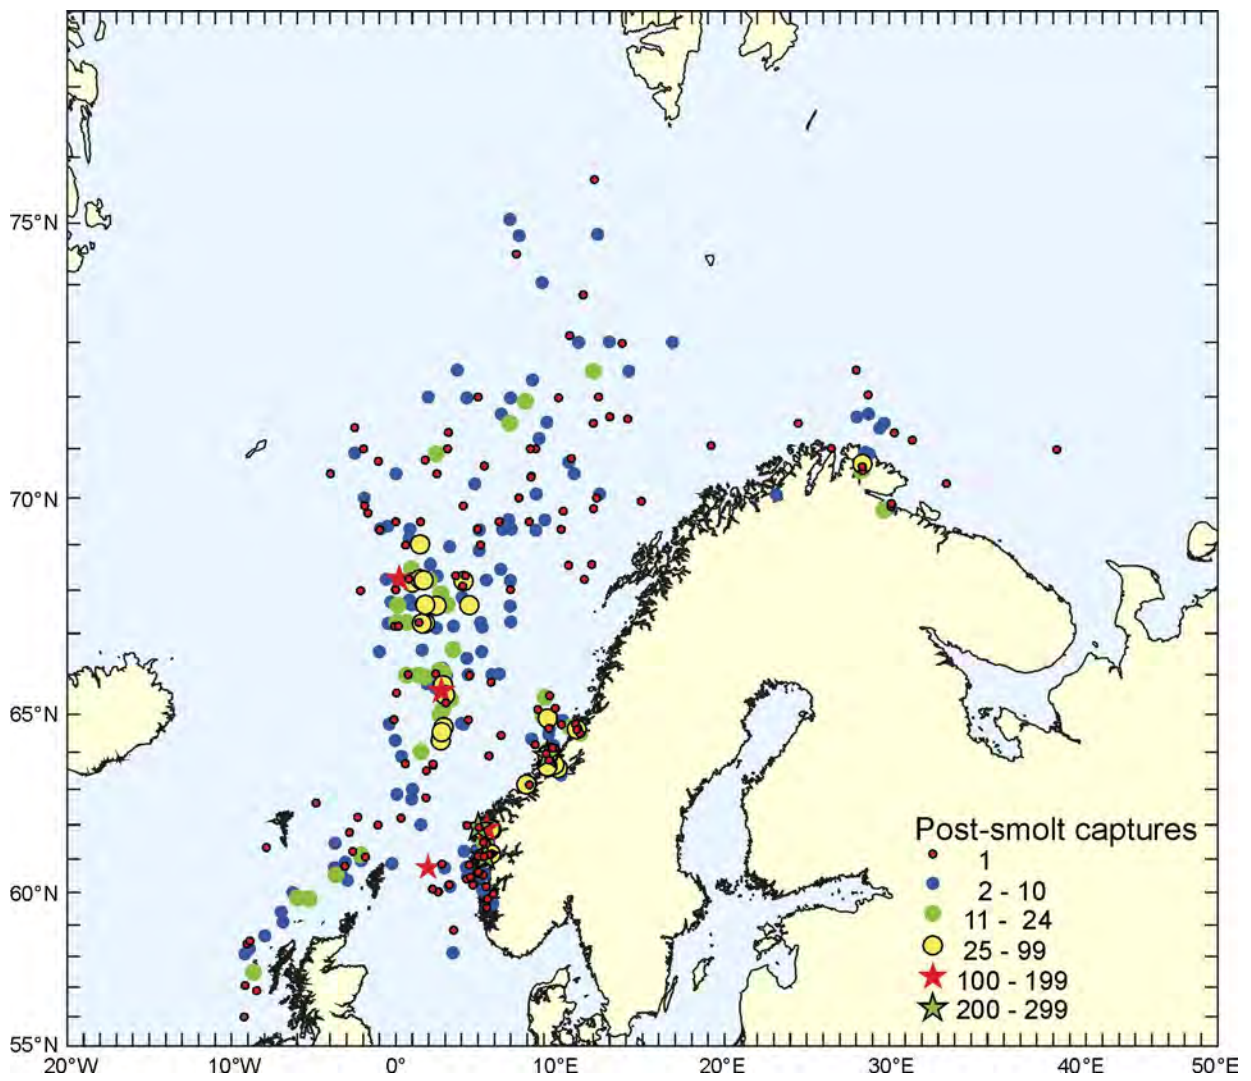 75°N
70°N
65°N
60°N
55°N
Post-smolt captures
1
2 - 10
11 - 24
25 - 99
100 - 199
200 - 299
20°W 10°W 0° 10°E 20°E 30°E 40°E 50°E